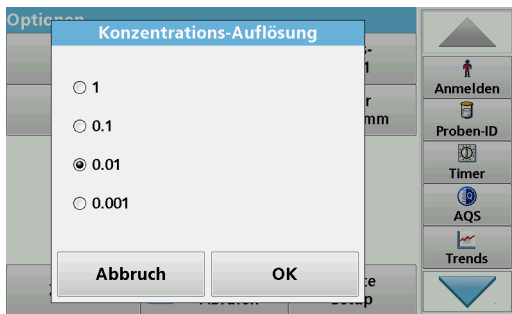 Optionen
Konzentrations-Auflösung
1
0.1
0.01
0.001
Abbruch
OK
Anmelden
Proben-ID
Timer
AQS
Trends